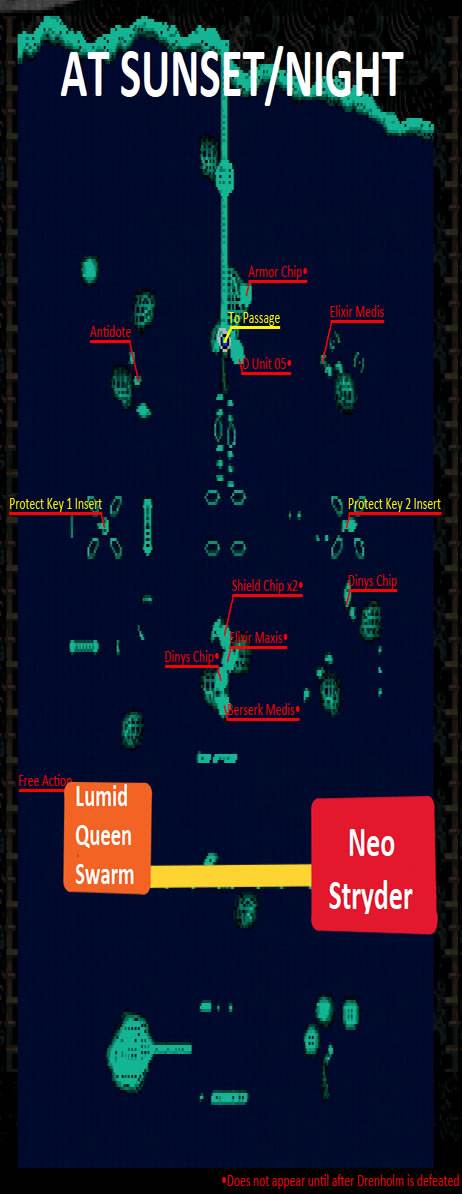 AT SUNSET/NIGHT
Armor Chip•
To Passage
Elixir Medis
Antidote
D Unit 05•
Protect Key 1 Insert
Protect Key 2 Insert
Shield Chip x2•
Dinys Chip
Elixir Maxis•
Dinys Chip•
Berserk Medis•
Free Action
Lumid
Queen
Swarm
Neo
Stryder
•Does not appear until after Drenholm is defeated